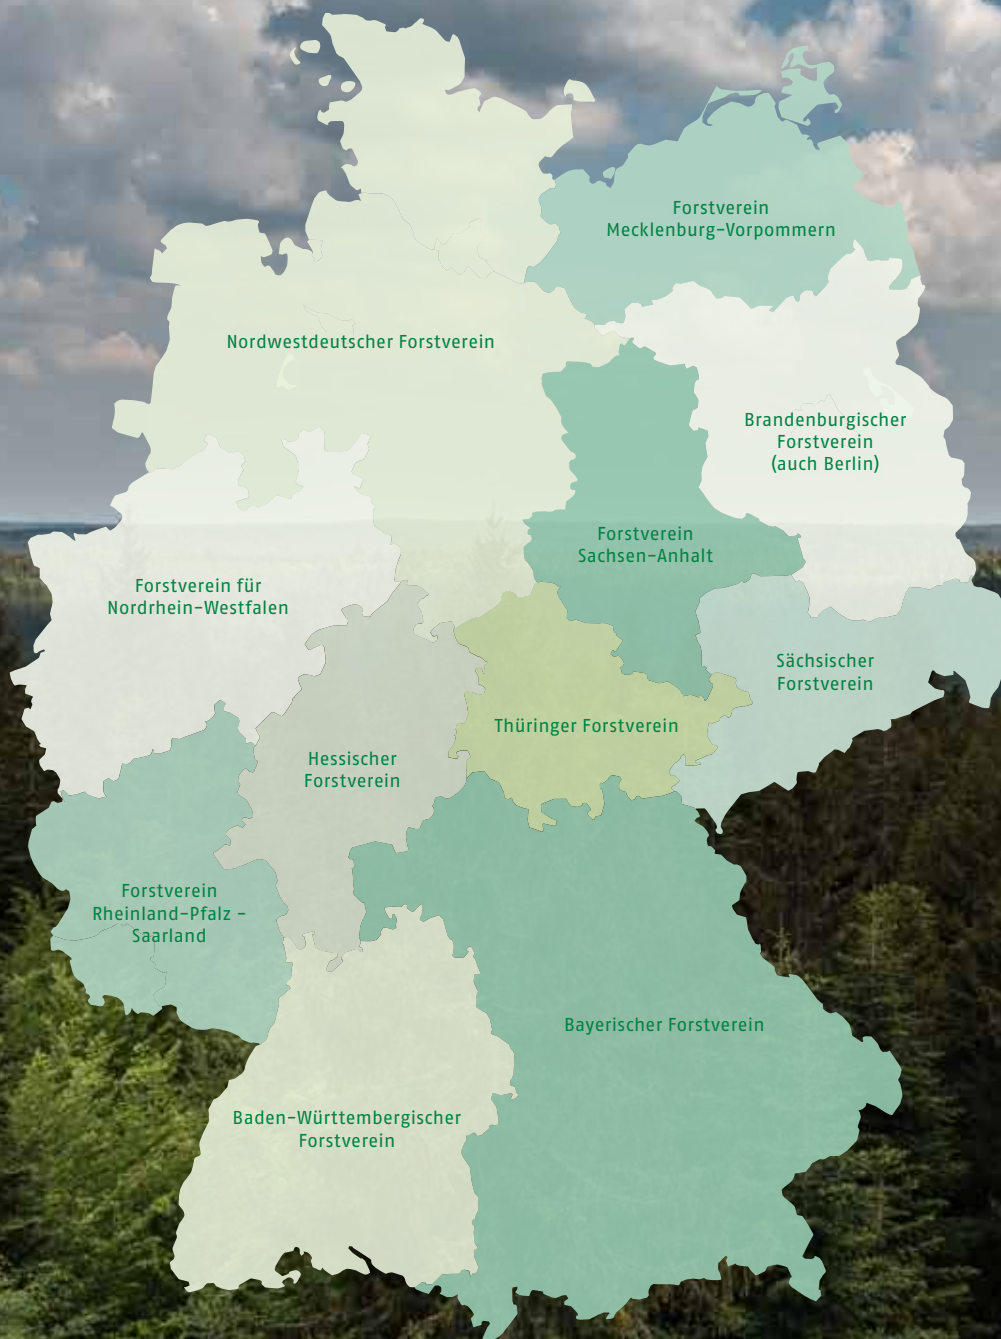 Forstverein
Mecklenburg-Vorpommern
Nordwestdeutscher Forstverein
Brandenburgischer
Forstverein
(auch Berlin)
Forstverein
Sachsen-Anhalt
Forstverein für
Nordrhein-Westfalen
Sächsischer
Forstverein
Thüringer Forstverein
Hessischer
Forstverein
Forstverein
Rheinland-Pfalz -
Saarland
Bayerischer Forstverein
Baden-Württembergischer
Forstverein